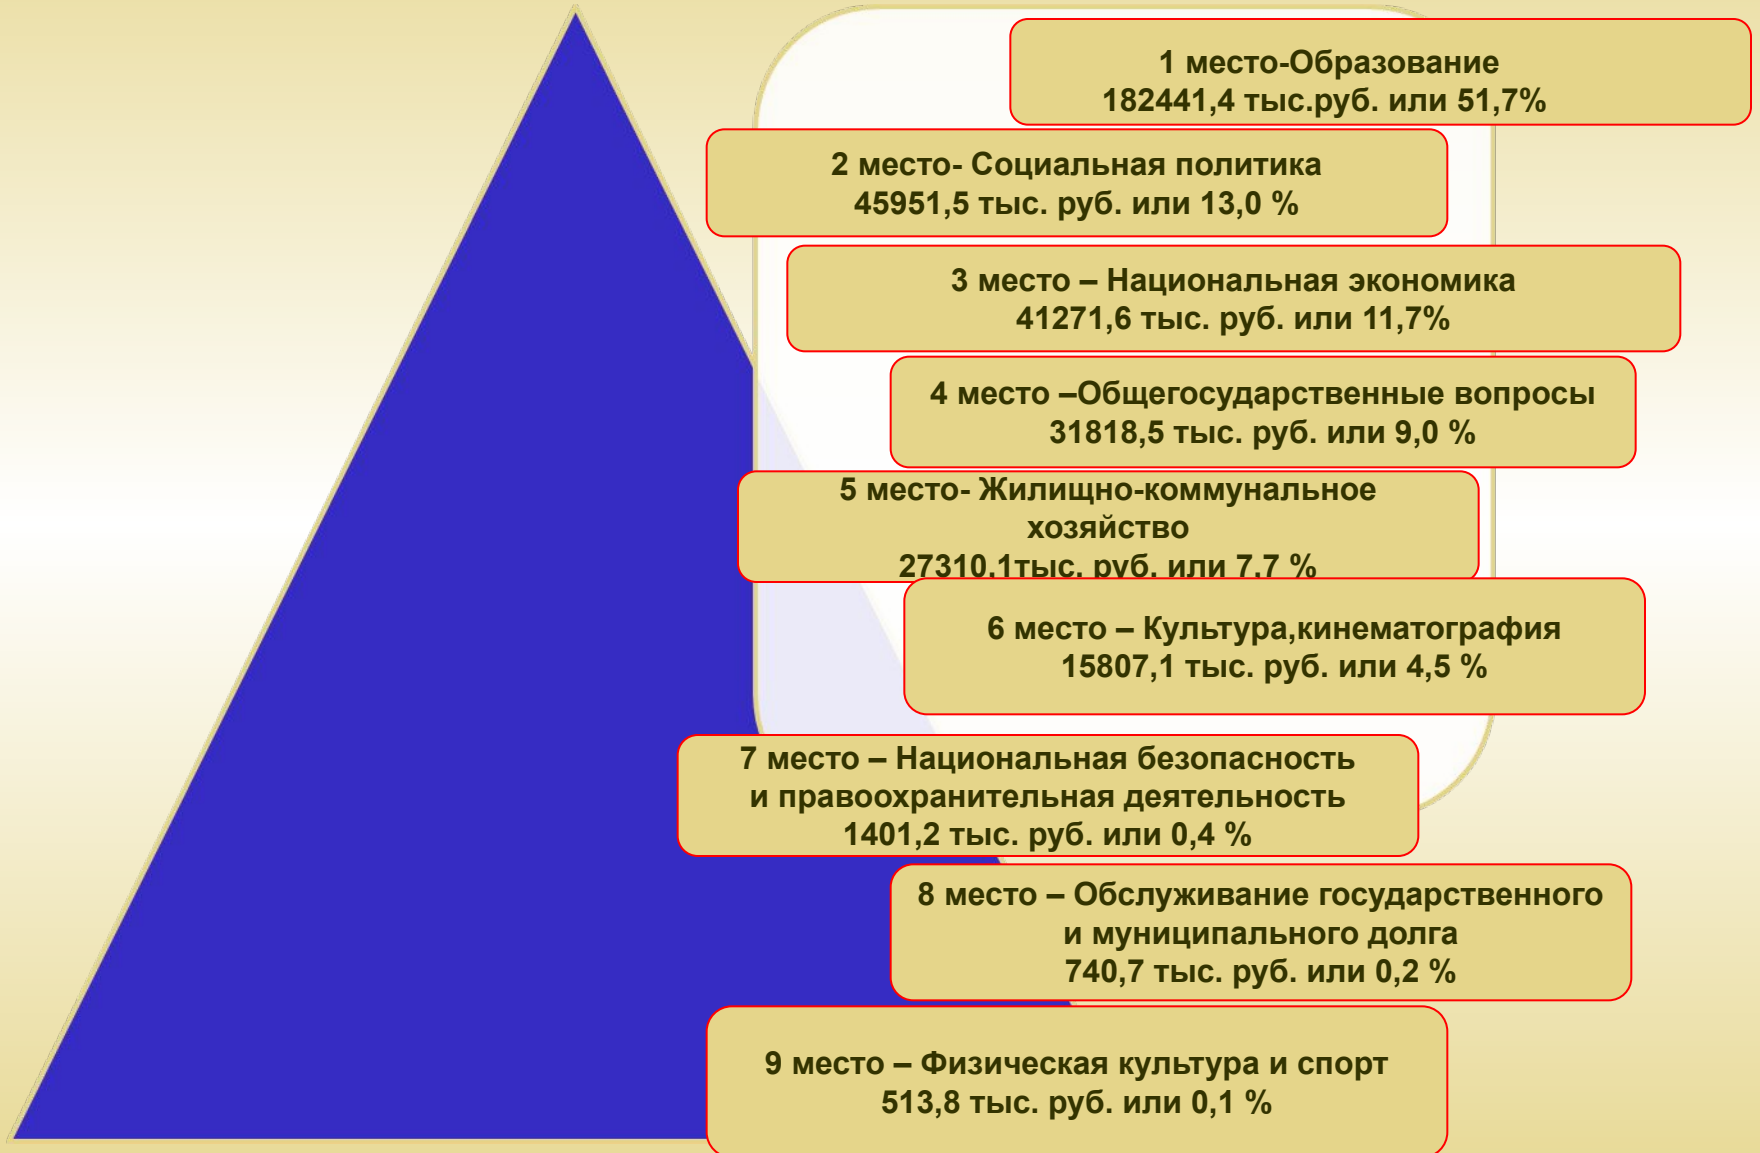 1 место-Образование
182441,4 тыс.руб. или 51,7%
2 место- Социальная политика
45951,5 тыс. руб. или 13,0 %
3 место – Национальная экономика
41271,6 тыс. руб. или 11,7%
4 место –Общегосударственные вопросы
31818,5 тыс. руб. или 9,0 %
5 место- Жилищно-коммунальное
хозяйство
27310,1тыс. руб. или 7,7 %
6 место – Культура,кинематография
15807,1 тыс. руб. или 4,5 %
7 место – Национальная безопасность
и правоохранительная деятельность
1401,2 тыс. руб. или 0,4 %
8 место – Обслуживание государственного
и муниципального долга
740,7 тыс. руб. или 0,2 %
9 место – Физическая культура и спорт
513,8 тыс. руб. или 0,1 %